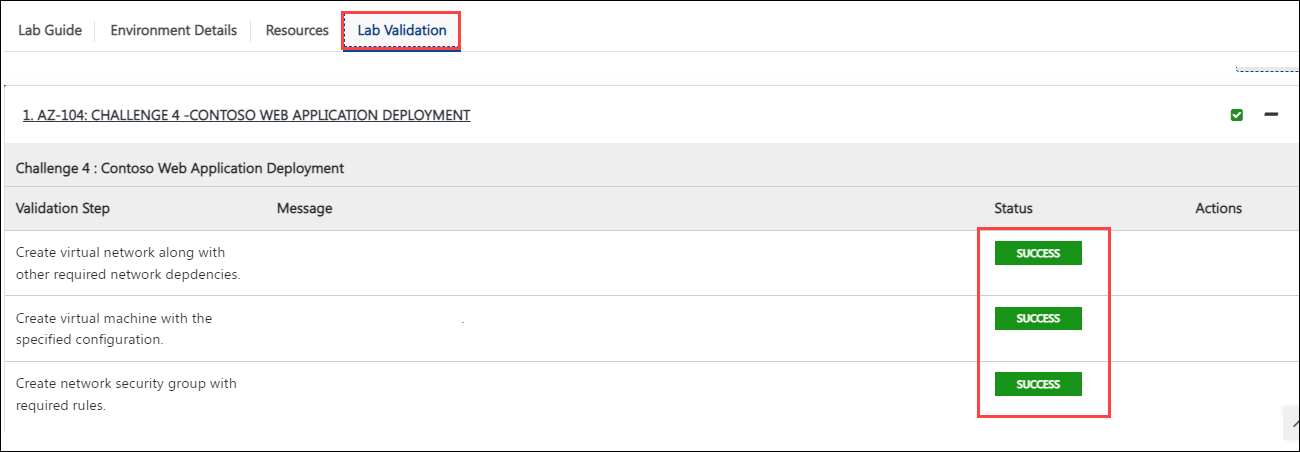 Lab Guide Environment Details Resources Lab Validation
1. AZ-104: CHALLENGE 4 -CONTOSO WEB APPLICATION DEPLOYMENT
Challenge 4 : Contoso Web Application Deployment
Validation Step Message Status Actions
Create virtual network along with
other required network depdencies.
SUCCESS
Create virtual machine with the
specified configuration.
.
SUCCESS
Create network security group with
required rules.
SUCCESS